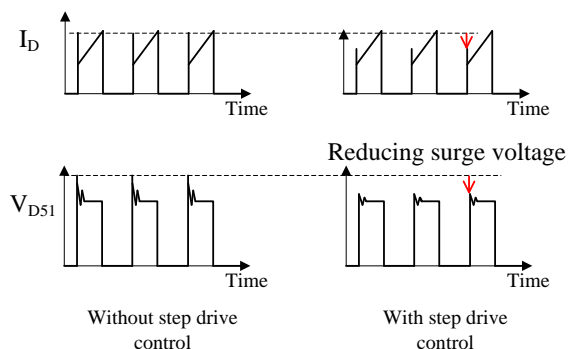 I_D
Time
Time
Reducing surge voltage
V_D51
Time
Time
Without step drive
control
With step drive
control